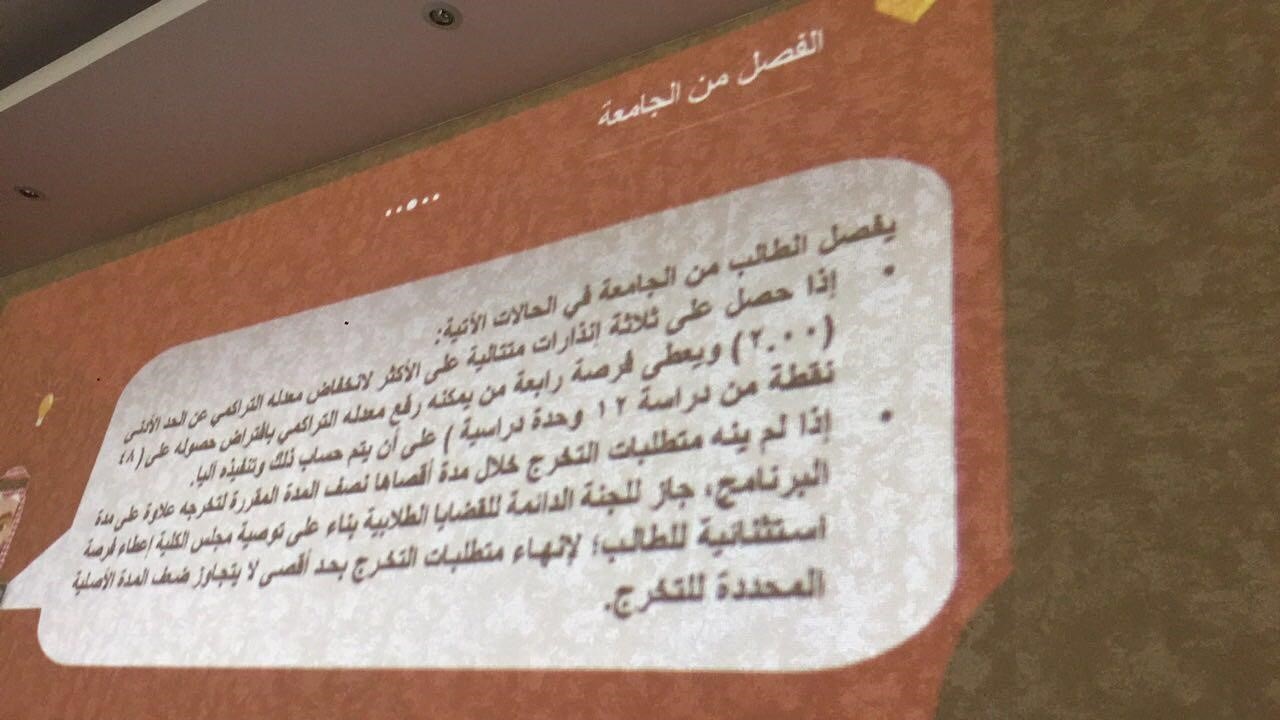 الفصل من الجامعة
يفصل الطالب من الجامعة في الحالات الآتية:
• إذا حصل على ثلاثة إنذارات متتالية على الأكثر لانخفاض معدله التراكمي عن الحد الأدنى
(٢.٠٠) ويعطى فرصة رابعة من يمكنه رفع معدله التراكمي بافتراض حصوله على (٤٨
نقطة من دراسة ١٢ وحدة دراسية) على أن يتم حساب ذلك وتنفيذه آليا.
• إذا لم ينه متطلبات التخرج خلال مدة أقصاها نصف المدة المقررة لتخرجه علاوة على مدة
البرنامج، جاز للجنة الدائمة للقضايا الطلابية بناء على توصية مجلس الكلية إعطاء فرصة
استثنائية للطالب؛ لإنهاء متطلبات التخرج بحد أقصى لا يتجاوز ضعف المدة الأصلية
المحددة للتخرج.